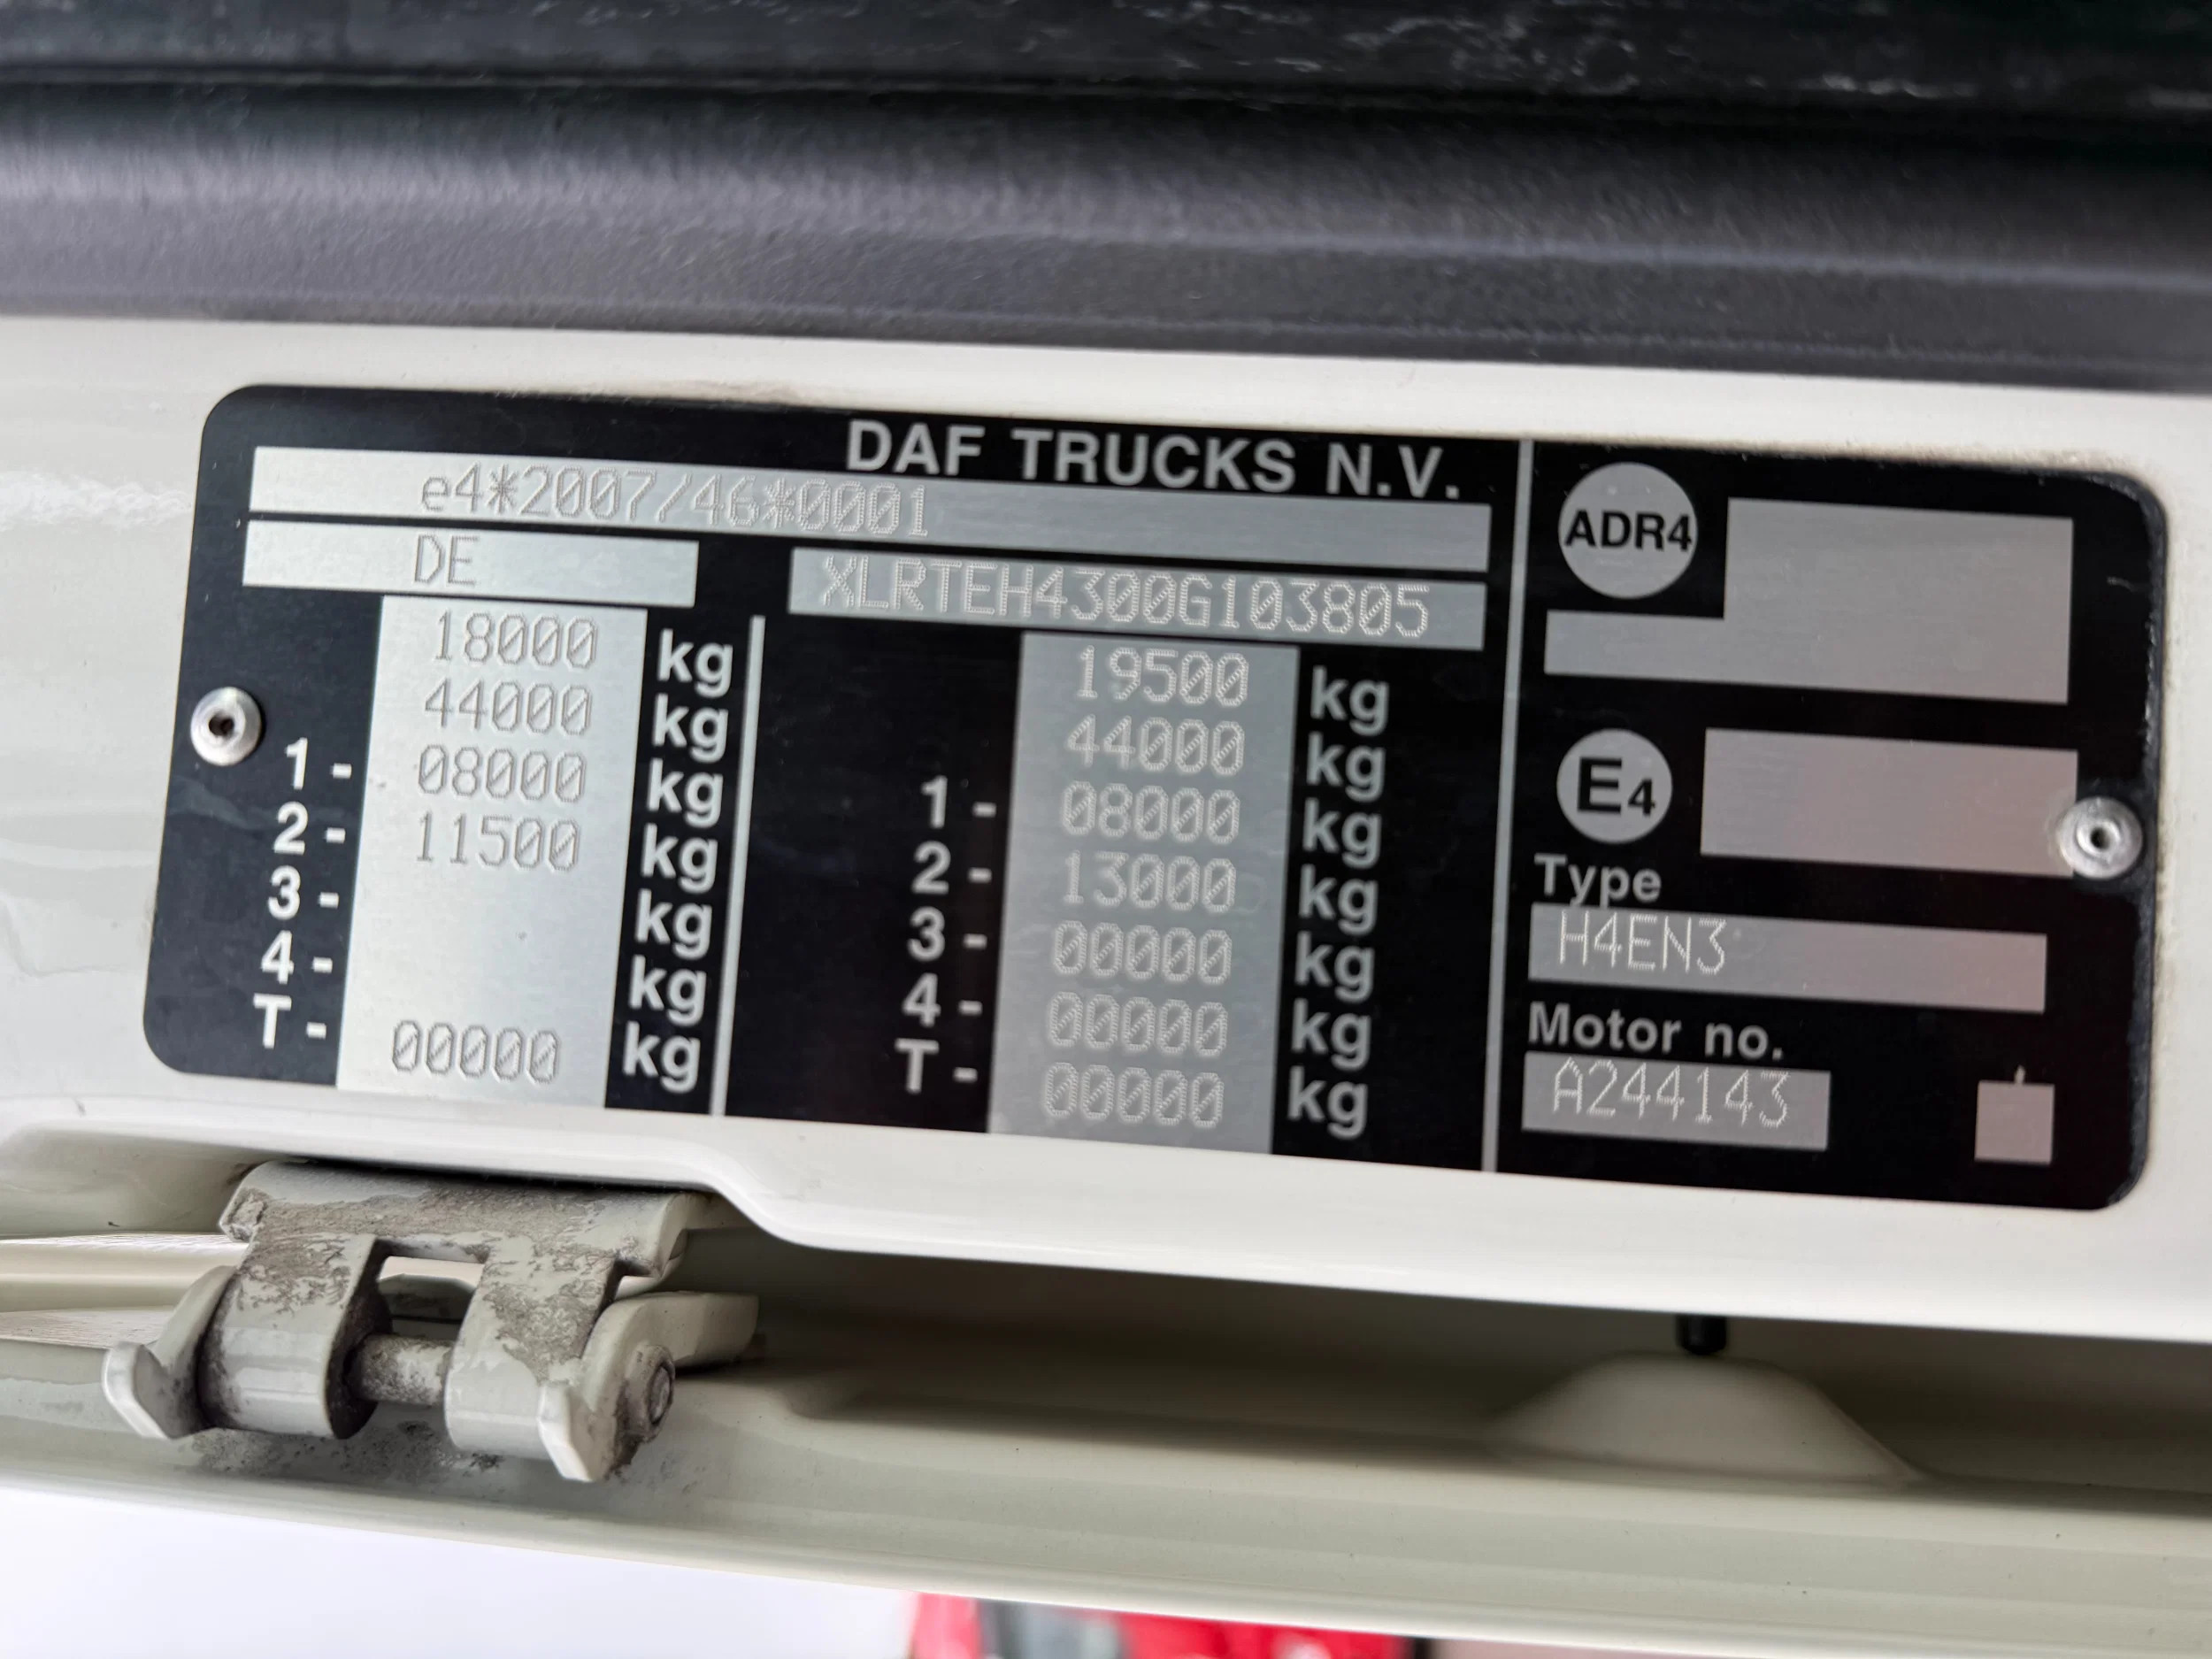 DAF TRUCKS N.V.
e4*2007/46*0001
DE
XLRTEH4300G103805
18000 kg
44000 kg
1 - 08000 kg
2 - 11500 kg
3 - kg
4 - kg
T - 00000 kg
19500 kg
44000 kg
1 - 08000 kg
2 - 13000 kg
3 - 00000 kg
4 - 00000 kg
T - 00000 kg
ADR4
E4
Type
H4EN3
Motor no.
A244143